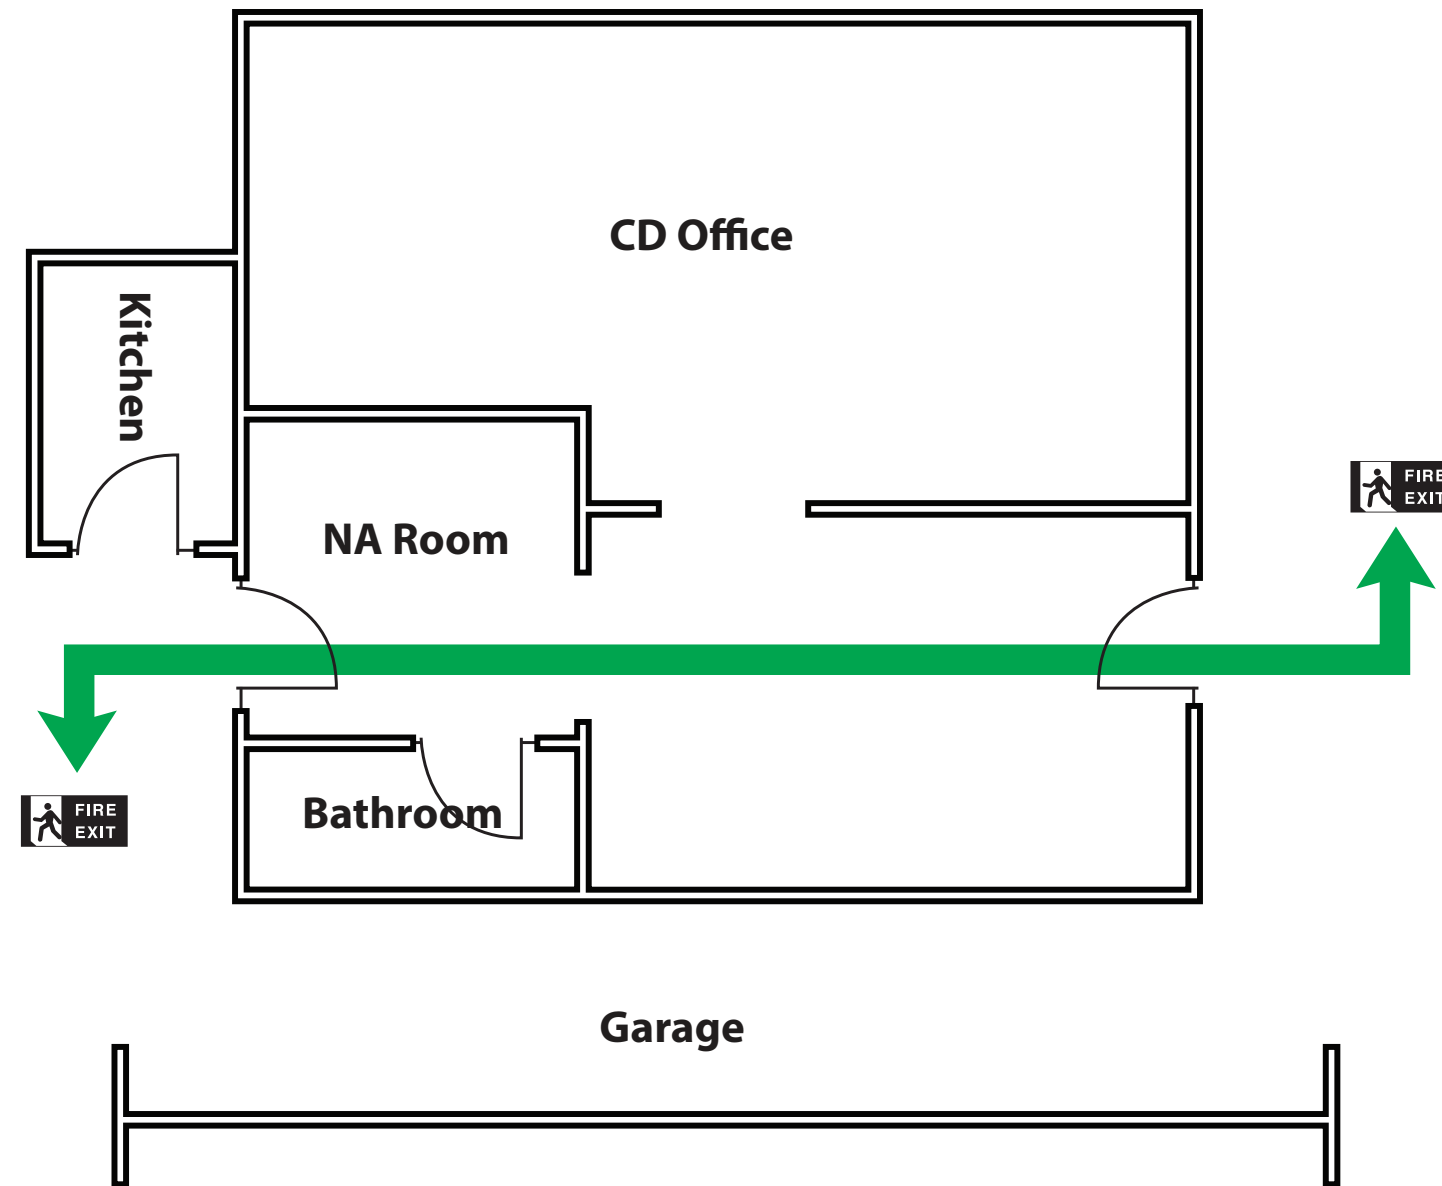 CD Office
Kitchen
FIRE
EXIT
NA Room
Bathroom
FIRE
EXIT
Garage